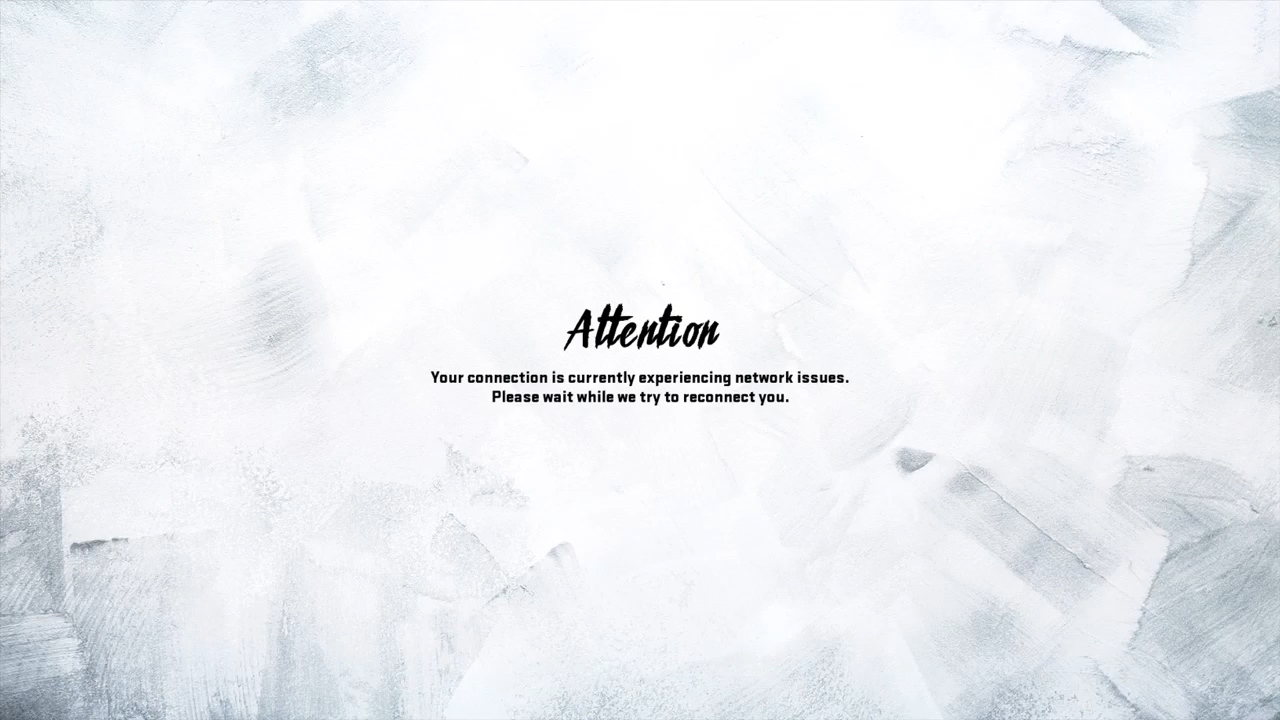 Attention
Your connection is currently experiencing network issues.
Please wait while we try to reconnect you.